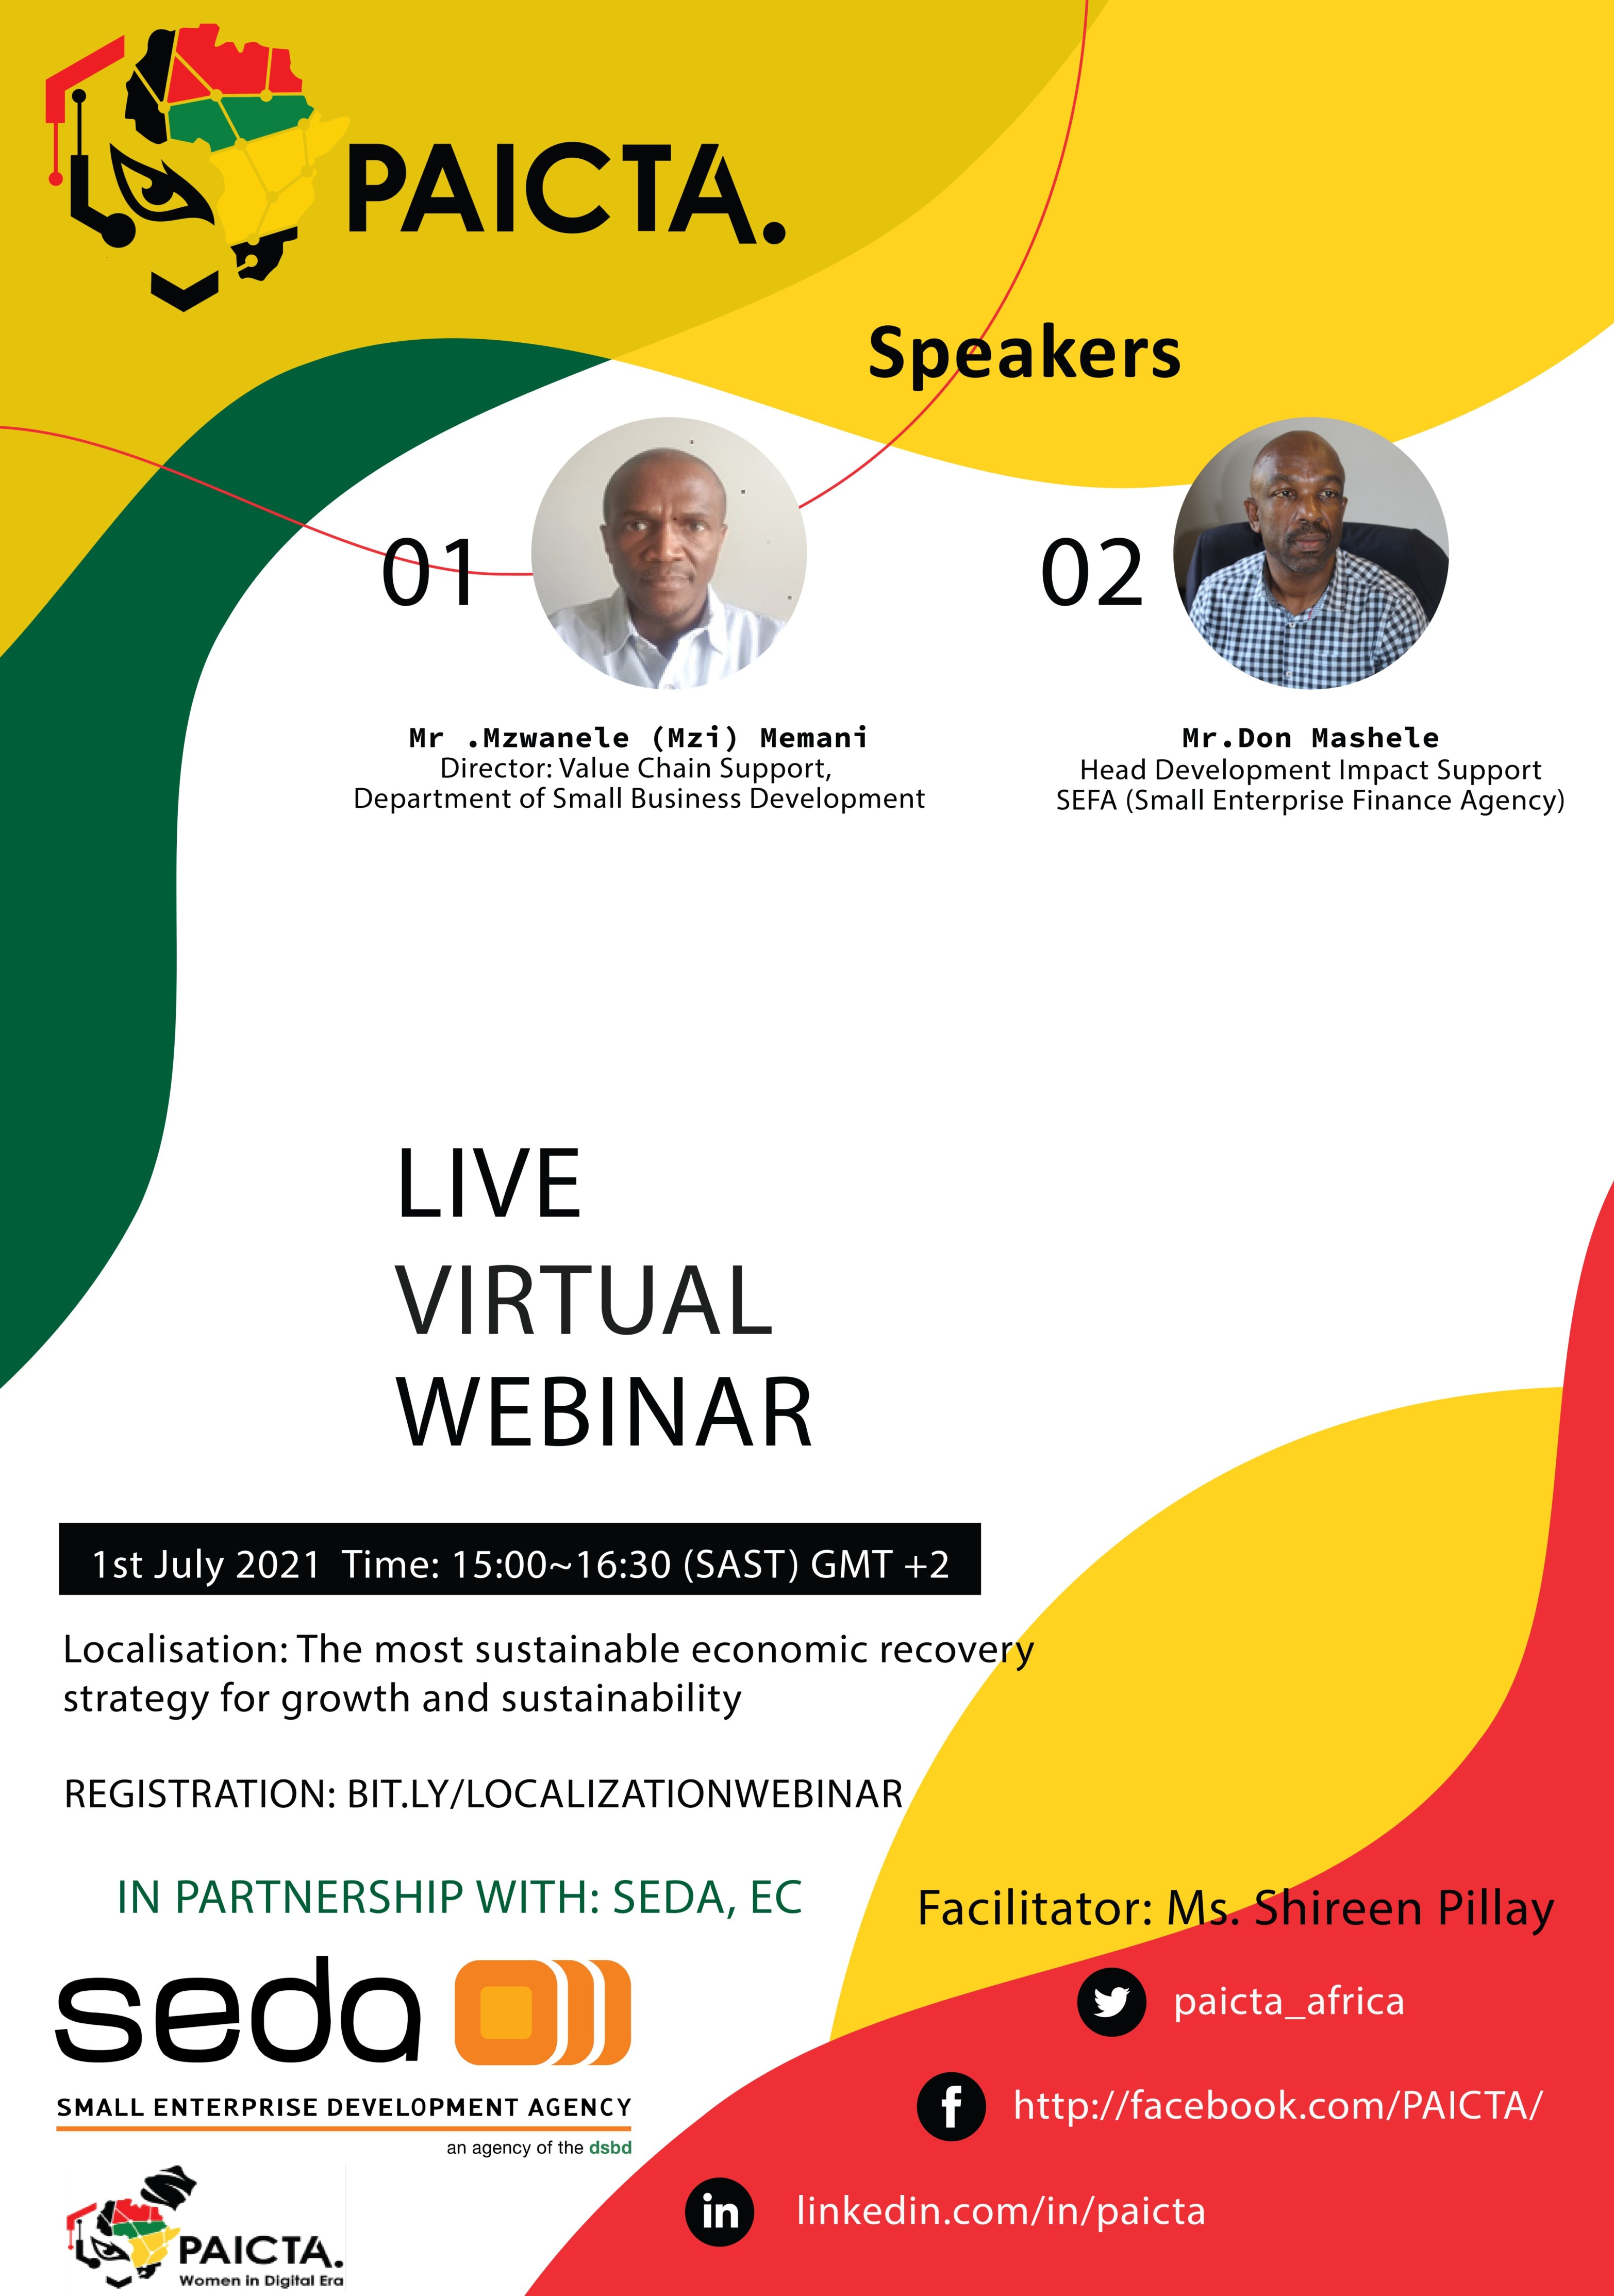 PAICTA.
Speakers
01
02
Mr .Mzwanele (Mzi) Memani
Director: Value Chain Support,
Department of Small Business Development
Mr.Don Mashele
Head Development Impact Support
SEFA (Small Enterprise Finance Agency)
LIVE
VIRTUAL
WEBINAR
1st July 2021 Time: 15:00~16:30 (SAST) GMT +2
Localisation: The most sustainable economic recovery
strategy for growth and sustainability
REGISTRATION: BIT.LY/LOCALIZATIONWEBINAR
IN PARTNERSHIP WITH: SEDA, EC
seda
SMALL ENTERPRISE DEVELOPMENT AGENCY
an agency of the dsbd
PAICTA.
Women in Digital Era
Facilitator: Ms. Shireen Pillay
paicta_africa
f
http://facebook.com/PAICTA/
in
linkedin.com/in/paicta